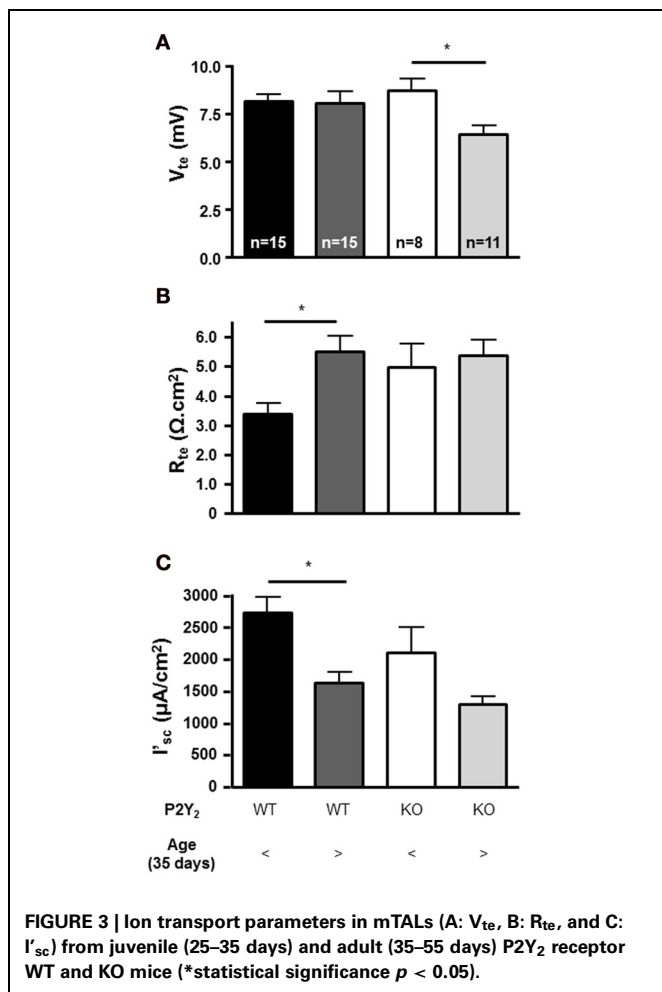 A
*
10.0
7.5
5.0
2.5
0.0
Vte (mV)
n=15
n=15
n=8
n=11
B
*
6.0
5.0
4.0
3.0
2.0
1.0
0.0
Rte (Ω.cm²)
C
*
3000
2500
2000
1500
1000
500
0
I'sc (µA/cm²)
P2Y₂ WT WT KO KO
Age
(35 days) < > < >
FIGURE 3 | Ion transport parameters in mTALs (A: Vte, B: Rte, and C:
I'sc) from juvenile (25–35 days) and adult (35–55 days) P2Y₂ receptor
WT and KO mice (*statistical significance p < 0.05).